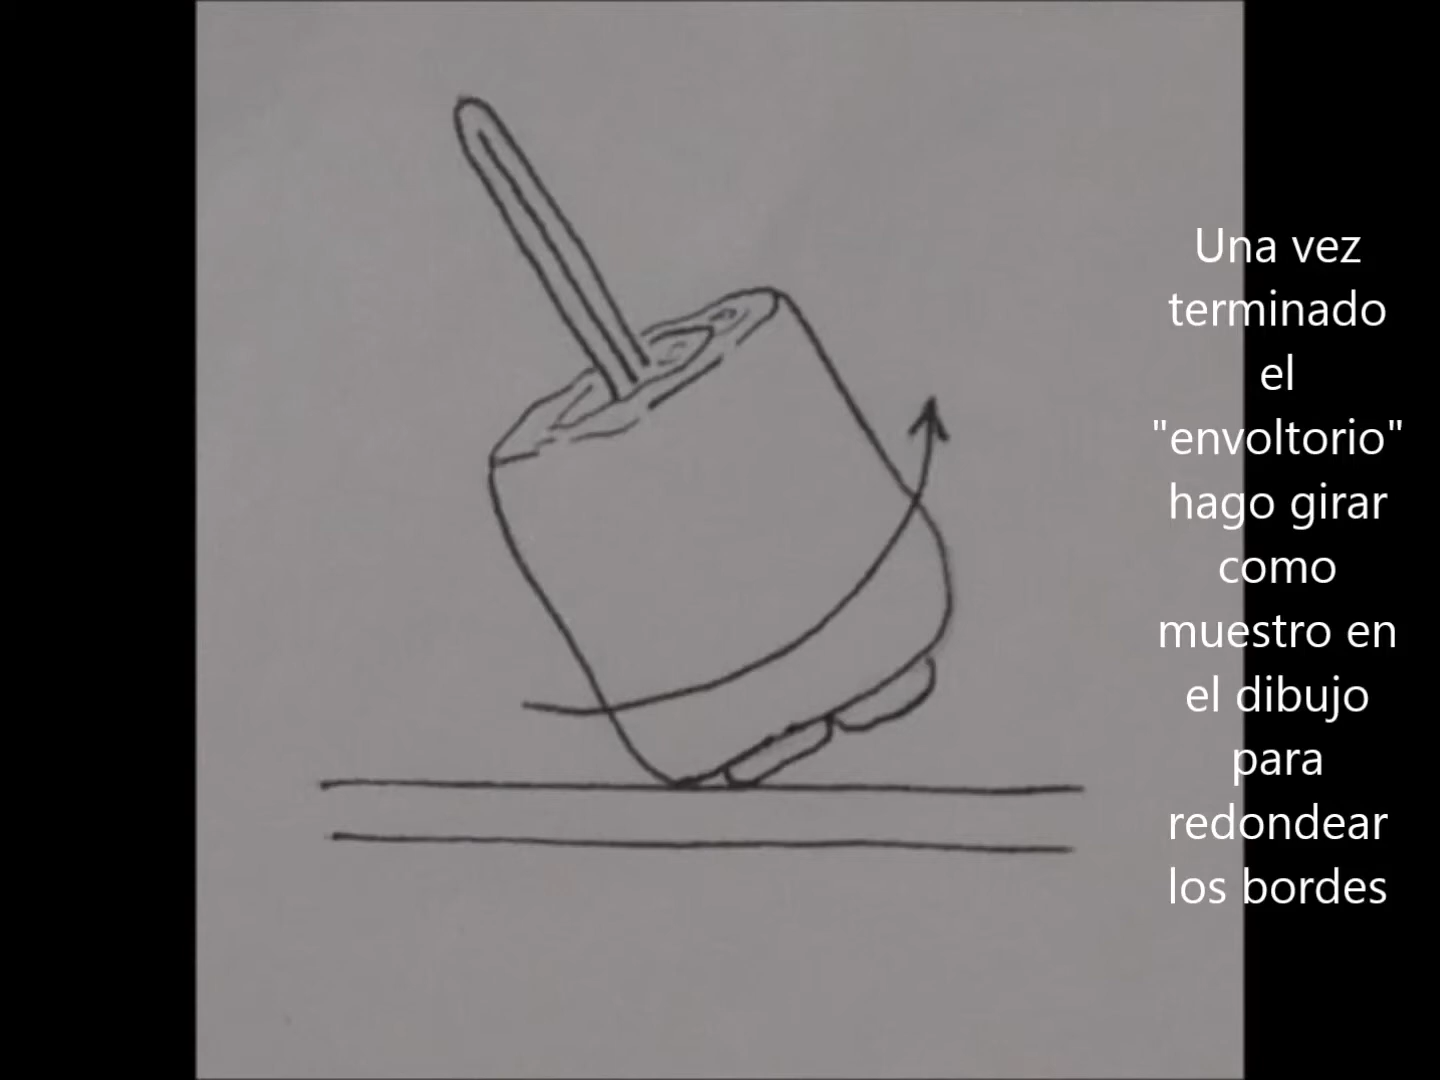 Una vez
terminado
el
"envoltorio"
hago girar
como
muestro en
el dibujo
para
redondear
los bordes